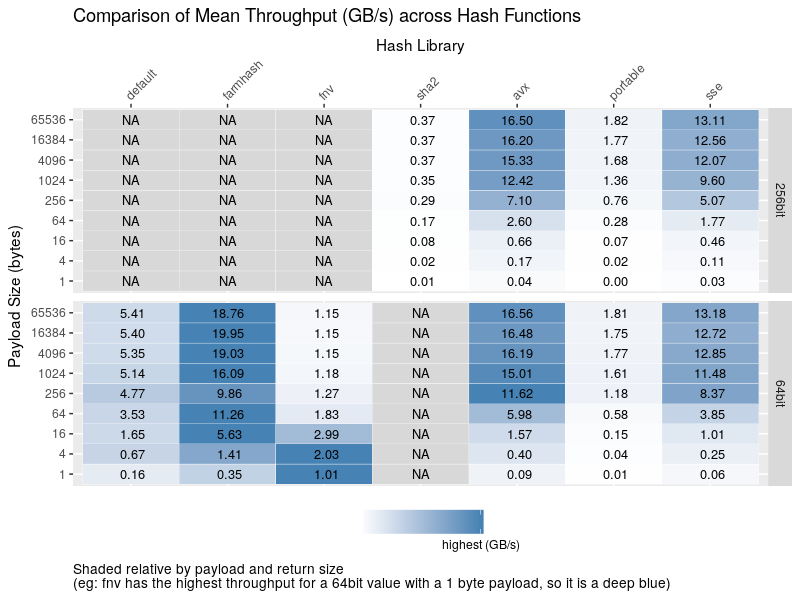 Comparison of Mean Throughput (GB/s) across Hash Functions
Hash Library
default farmhash fnv sha2 avx portable sse
Payload Size (bytes)
65536 NA NA NA 0.37 16.50 1.82 13.11
16384 NA NA NA 0.37 16.20 1.77 12.56
4096 NA NA NA 0.37 15.33 1.68 12.07
1024 NA NA NA 0.35 12.42 1.36 9.60
256 NA NA NA 0.29 7.10 0.76 5.07
64 NA NA NA 0.17 2.60 0.28 1.77
16 NA NA NA 0.08 0.66 0.07 0.46
4 NA NA NA 0.02 0.17 0.02 0.11
1 NA NA NA 0.01 0.04 0.00 0.03
256bit
65536 5.41 18.76 1.15 NA 16.56 1.81 13.18
16384 5.40 19.95 1.15 NA 16.48 1.75 12.72
4096 5.35 19.03 1.15 NA 16.19 1.77 12.85
1024 5.14 16.09 1.18 NA 15.01 1.61 11.48
256 4.77 9.86 1.27 NA 11.62 1.18 8.37
64 3.53 11.26 1.83 NA 5.98 0.58 3.85
16 1.65 5.63 2.99 NA 1.57 0.15 1.01
4 0.67 1.41 2.03 NA 0.40 0.04 0.25
1 0.16 0.35 1.01 NA 0.09 0.01 0.06
64bit
highest (GB/s)
Shaded relative by payload and return size
(eg: fnv has the highest throughput for a 64bit value with a 1 byte payload, so it is a deep blue)